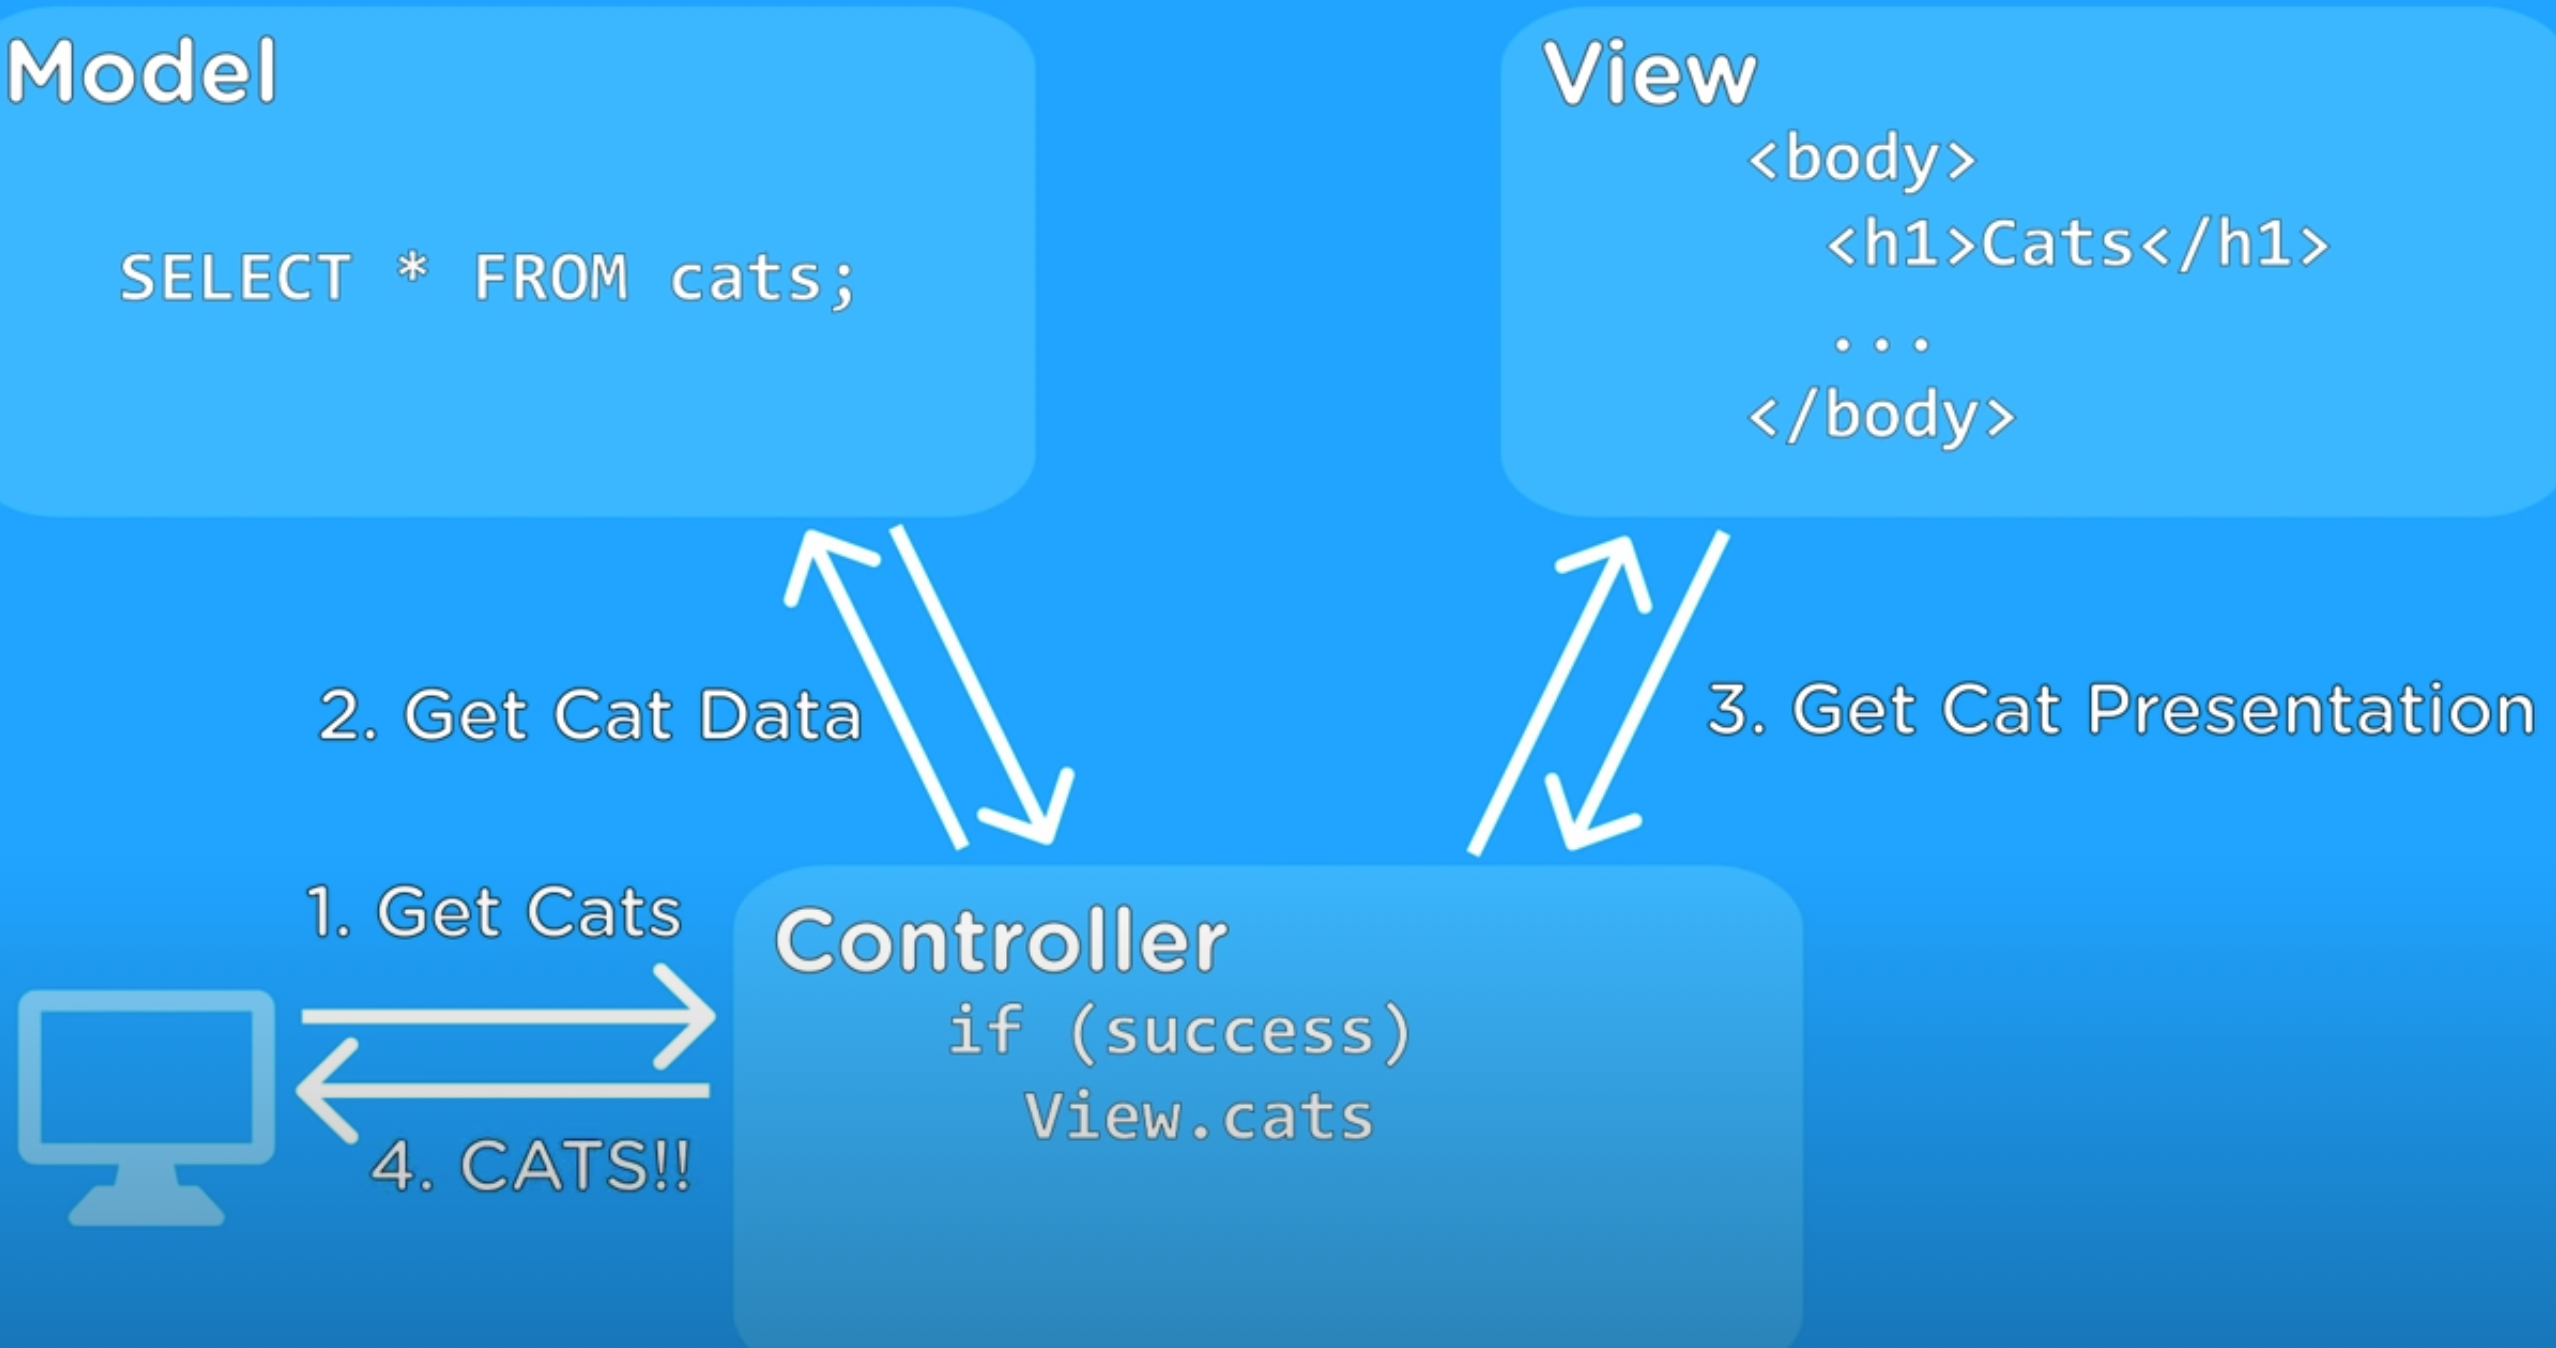 Model
SELECT * FROM cats;
View
<body>
<h1>Cats</h1>
...
</body>
2. Get Cat Data
3. Get Cat Presentation
1. Get Cats
4. CATS!!
Controller
if (success)
View.cats